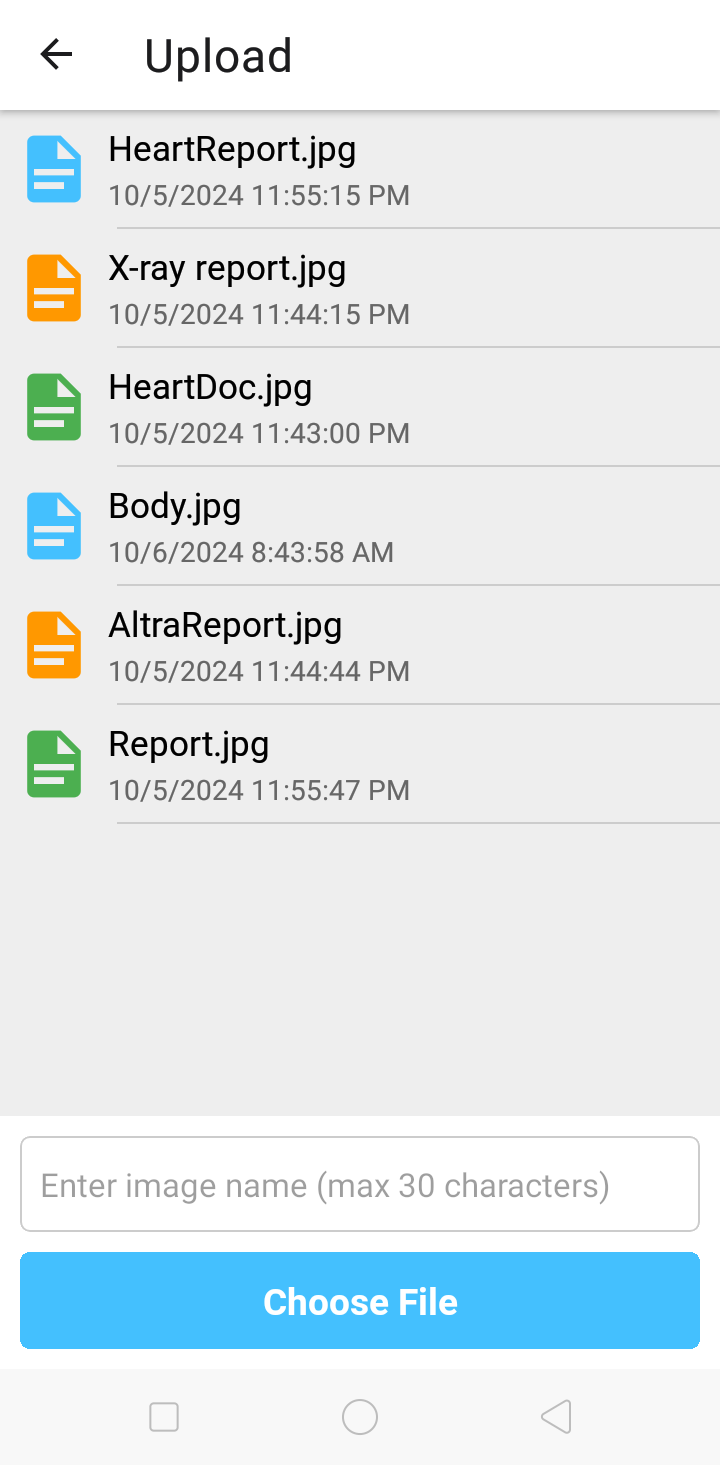 Upload
HeartReport.jpg
10/5/2024 11:55:15 PM
X-ray report.jpg
10/5/2024 11:44:15 PM
HeartDoc.jpg
10/5/2024 11:43:00 PM
Body.jpg
10/6/2024 8:43:58 AM
AltraReport.jpg
10/5/2024 11:44:44 PM
Report.jpg
10/5/2024 11:55:47 PM
Enter image name (max 30 characters)
Choose File